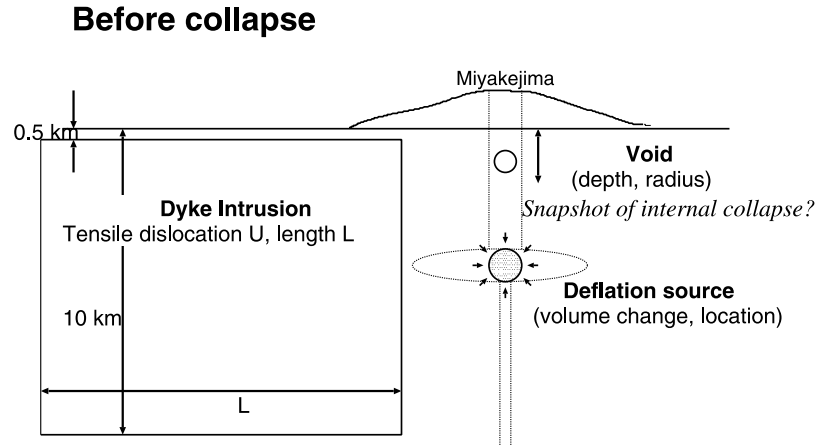 Before collapse
Miyakejima
0.5 km
Void
(depth, radius)
Snapshot of internal collapse?
Dyke Intrusion
Tensile dislocation U, length L
Deflation source
(volume change, location)
10 km
L